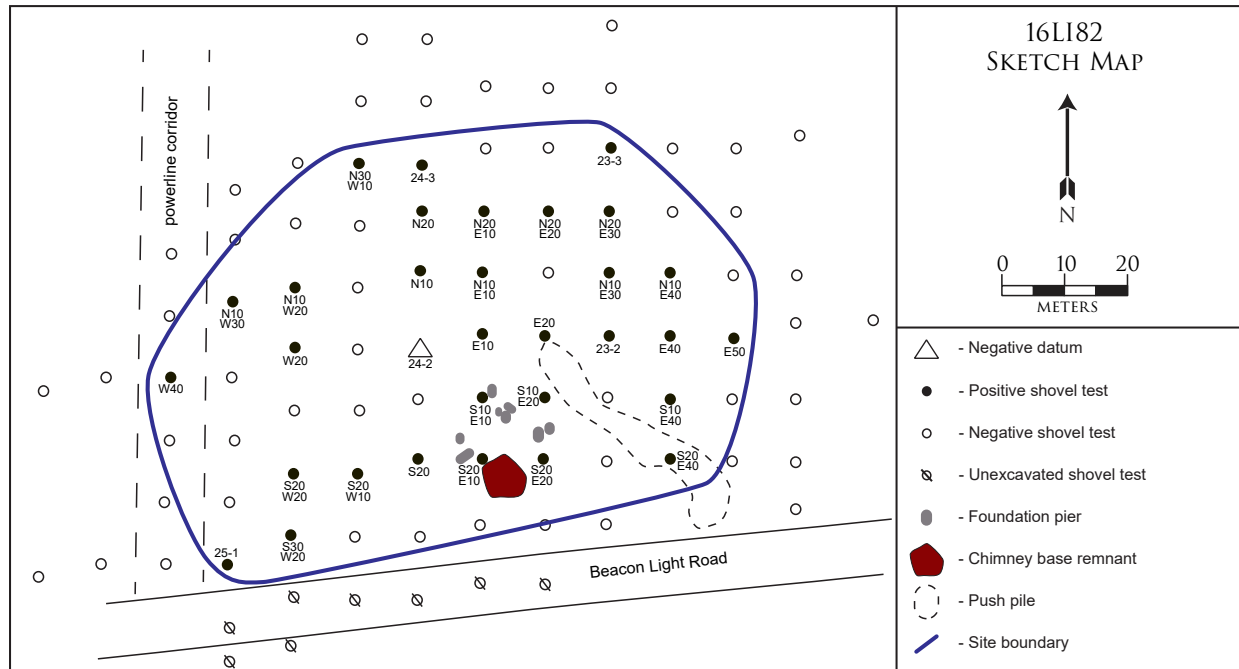 16LI82
SKETCH MAP
N
0 10 20
METERS
- Negative datum
- Positive shovel test
- Negative shovel test
- Unexcavated shovel test
- Foundation pier
- Chimney base remnant
- Push pile
- Site boundary
powerline corridor
N30
W10
24-3
23-3
N20
N20
E10
N20
E20
N20
E30
N10
W30
N10
W20
N10
N10
E10
N10
E30
N10
E40
W20
24-2
E10
E20
23-2
E40
E50
W40
S10
E10
S10
E20
S10
E40
S20
W20
S20
W10
S20
S20
E10
S20
E20
S20
E40
25-1
S30
W20
Beacon Light Road